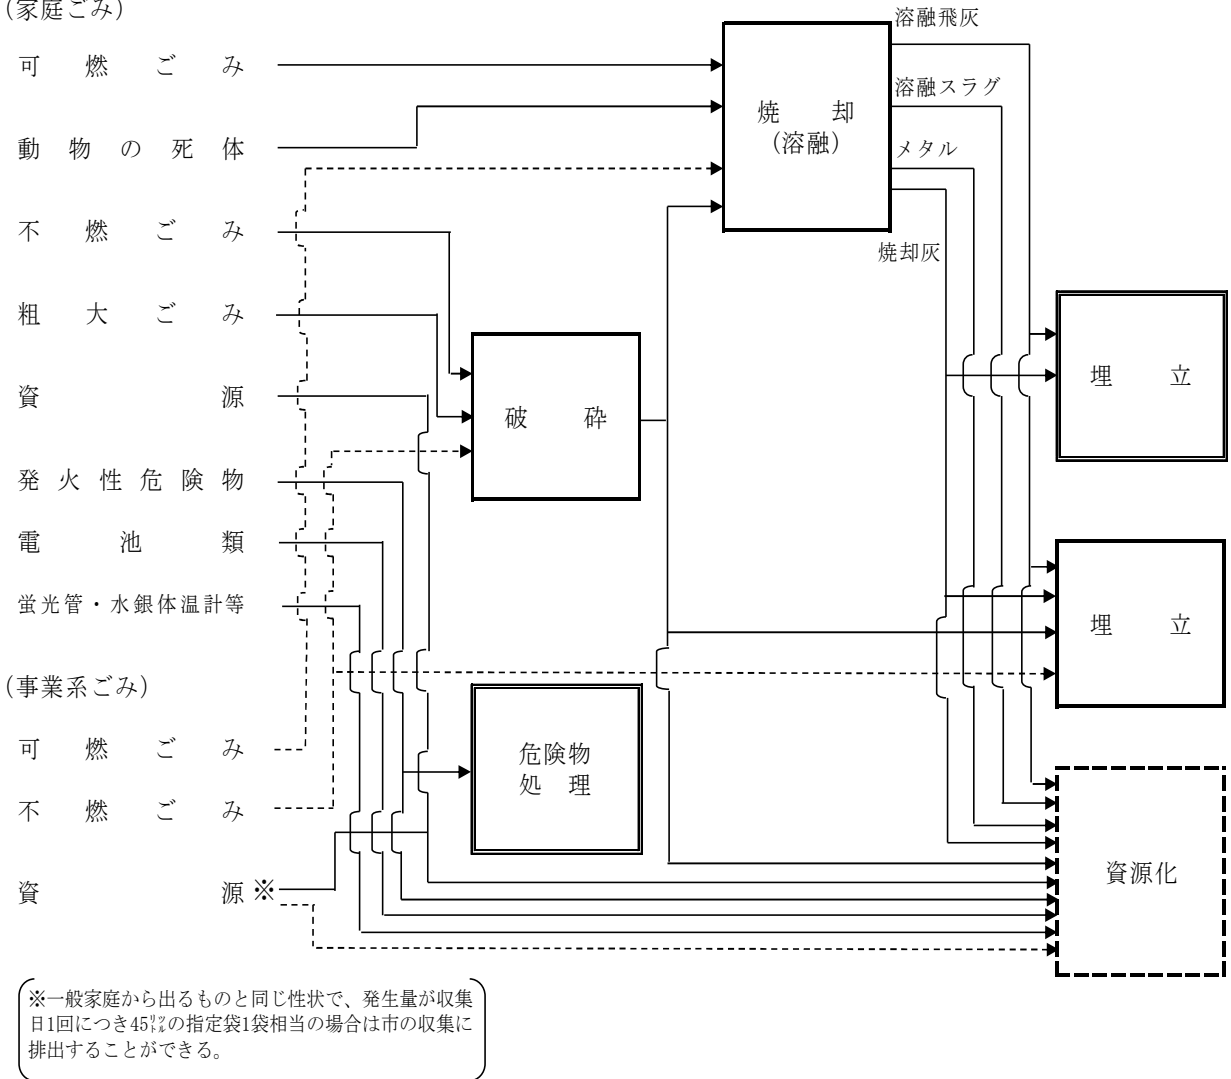 (家庭ごみ)
可燃ごみ
動物の死体
不燃ごみ
粗大ごみ
資源
発火性危険物
電池類
蛍光管・水銀体温計等
(事業系ごみ)
可燃ごみ
不燃ごみ
資源※
焼却
(溶融)
溶融飛灰
溶融スラグ
メタル
焼却灰
破砕
危険物
処理
埋立
埋立
資源化
※一般家庭から出るものと同じ性状で、発生量が収集
日1回につき45㍑の指定袋1袋相当の場合は市の収集に
排出することができる。